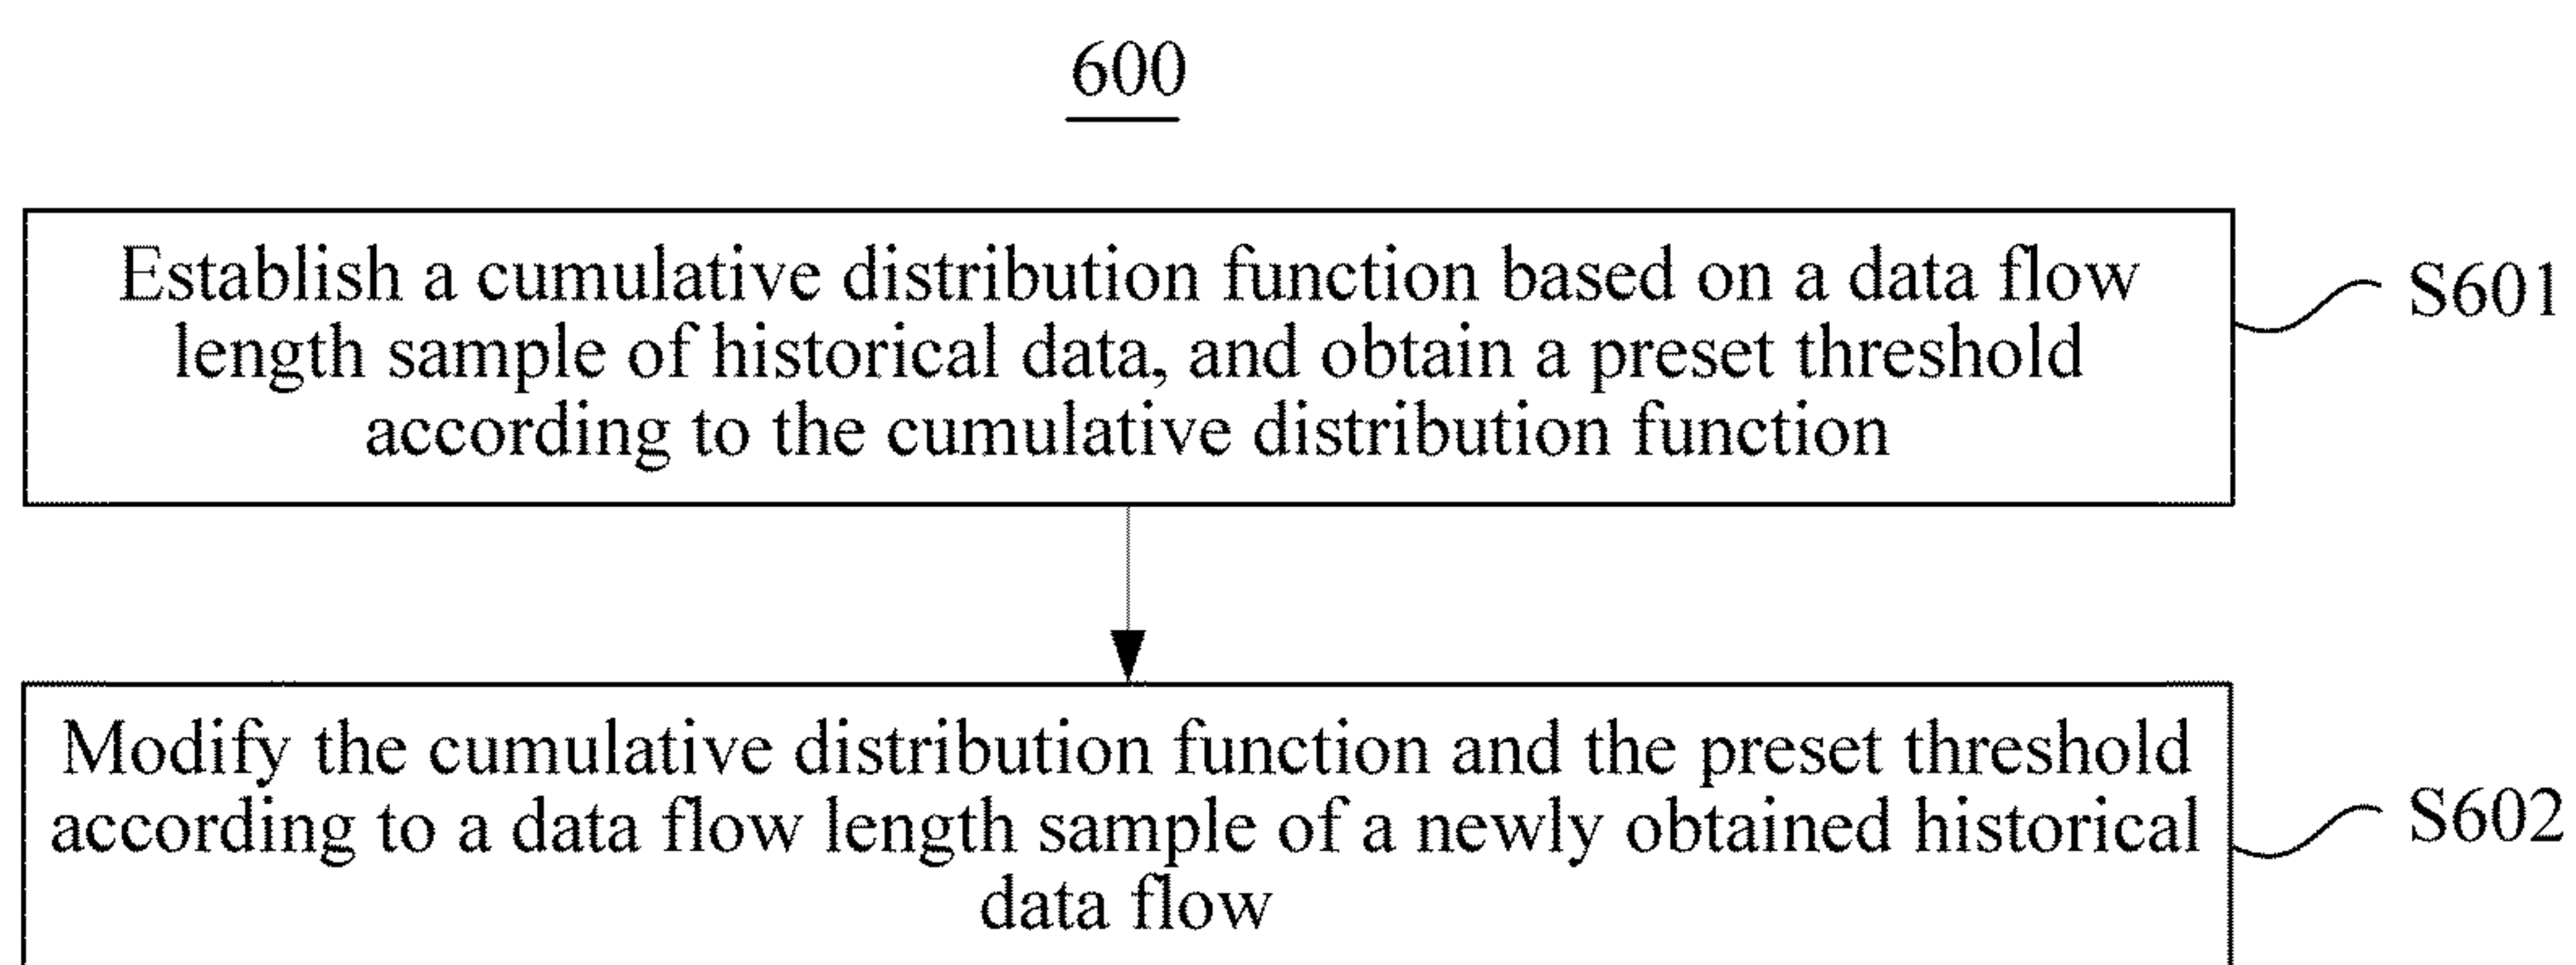 600
Establish a cumulative distribution function based on a data flow
length sample of historical data, and obtain a preset threshold
according to the cumulative distribution function
S601
Modify the cumulative distribution function and the preset threshold
according to a data flow length sample of a newly obtained historical
data flow
S602